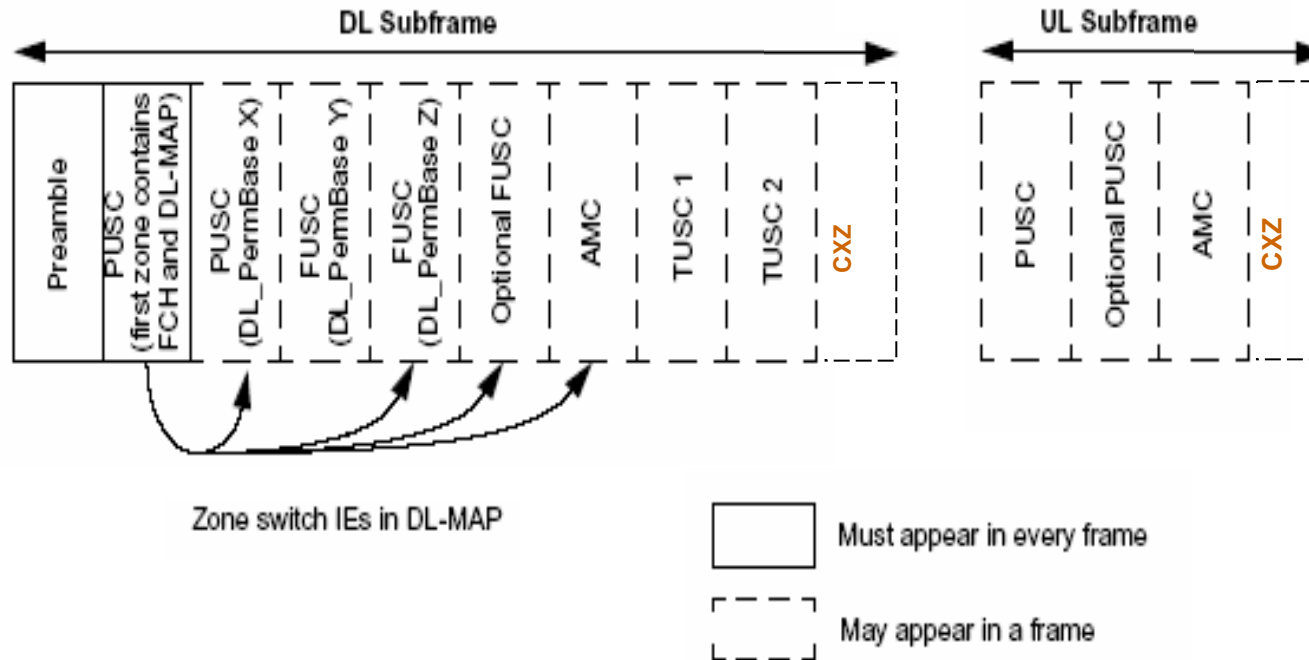 DL Subframe
UL Subframe
Preamble
PUSC
(first zone contains
FCH and DL-MAP)
PUSC
(DL_PermBase X)
FUSC
(DL_PermBase Y)
FUSC
(DL_PermBase Z)
Optional FUSC
AMC
TUSC 1
TUSC 2
CXZ
PUSC
Optional PUSC
AMC
CXZ
Zone switch IEs in DL-MAP
Must appear in every frame
May appear in a frame